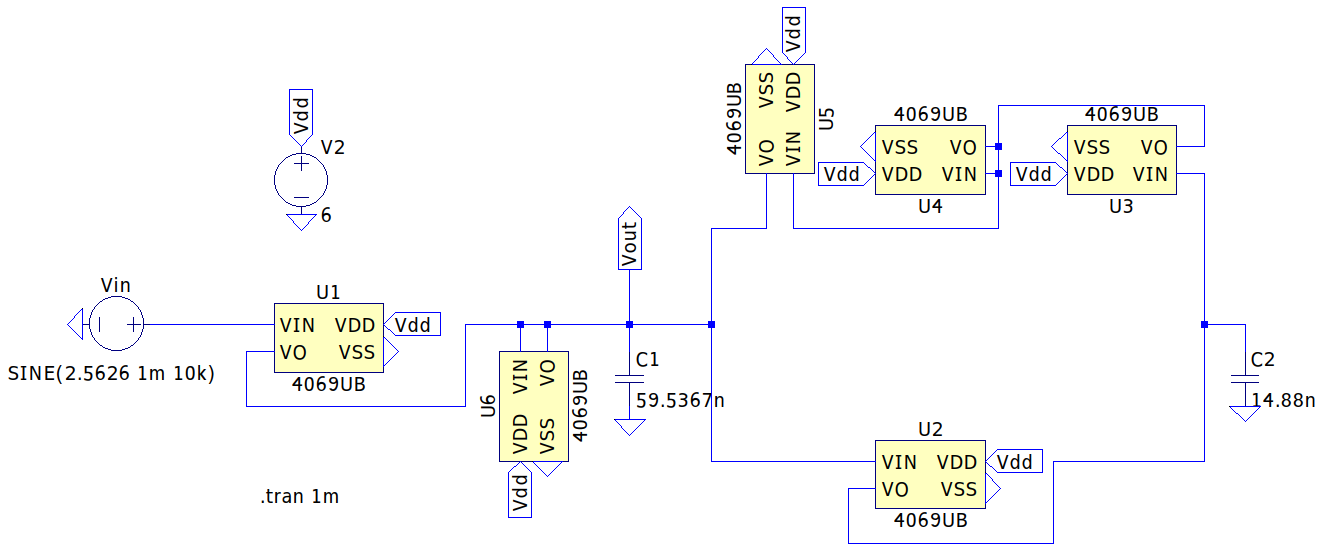 Vdd
V2
6
Vin
SINE(2.5626 1m 10k)
U1
VIN VDD
VO VSS
4069UB
Vdd
.tran 1m
U6
VIN VO
VDD VSS
4069UB
Vdd
Vout
C1
59.5367n
Vdd
4069UB
VSS VDD
VO VIN
U5
4069UB
VSS VO
VDD VIN
Vdd
U4
4069UB
VSS VO
VDD VIN
Vdd
U3
C2
14.88n
U2
VIN VDD
VO VSS
4069UB
Vdd